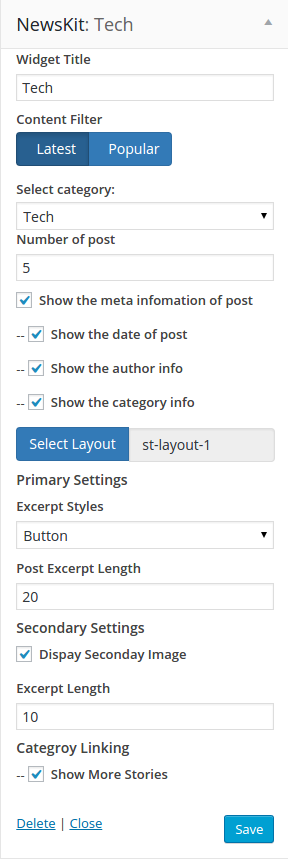 NewsKit: Tech
Widget Title
Tech
Content Filter
Latest Popular
Select category:
Tech
Number of post
5
Show the meta infomation of post
-- Show the date of post
-- Show the author info
-- Show the category info
Select Layout st-layout-1
Primary Settings
Excerpt Styles
Button
Post Excerpt Length
20
Secondary Settings
Dispay Seconday Image
Excerpt Length
10
Categroy Linking
-- Show More Stories
Delete | Close Save